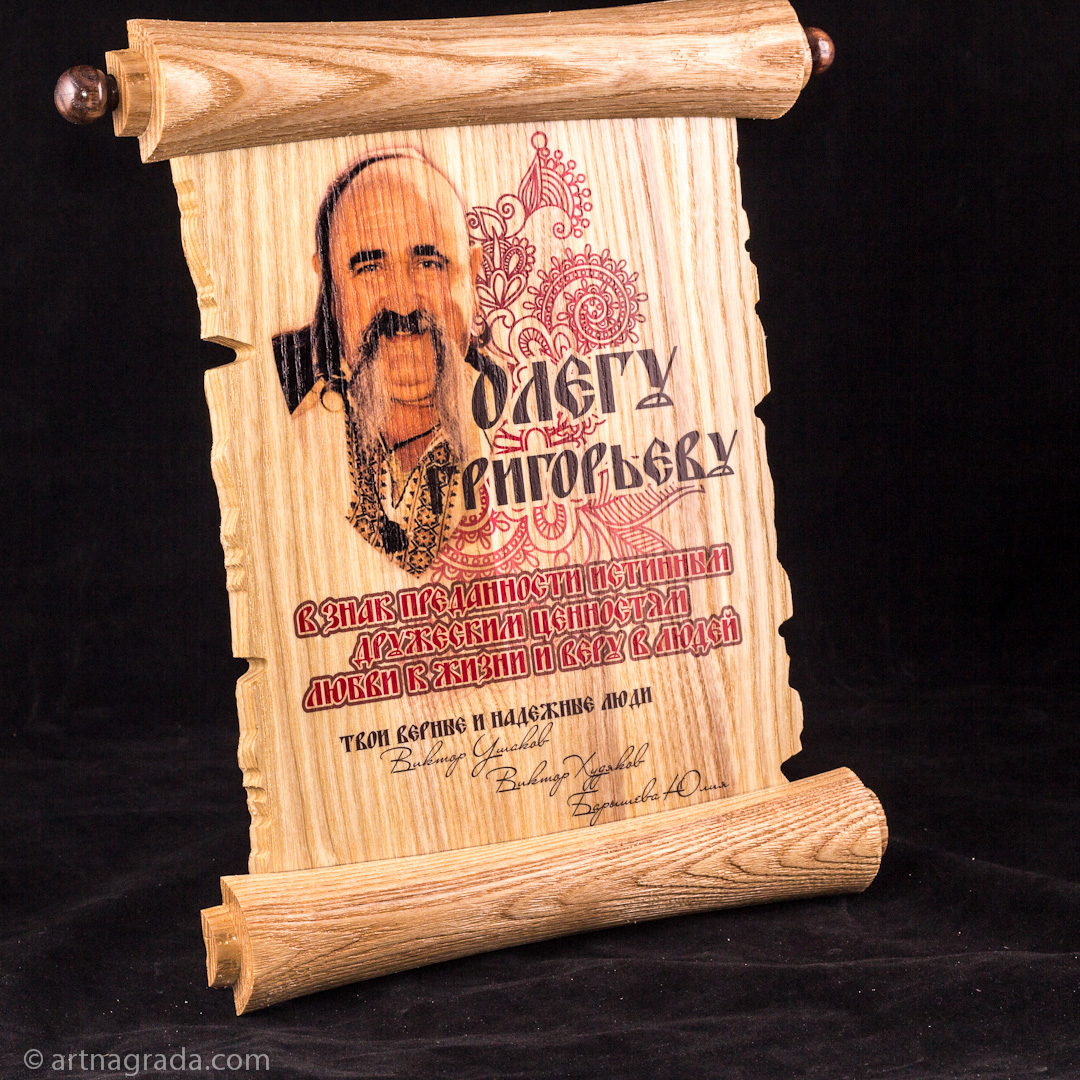 ОЛЕГУ
ГРИГОРЬЕВУ
В ЗНАК ПРЕДАННОСТИ ИСТИННЫМ
ДРУЖЕСКИМ ЦЕННОСТЯМ
ЛЮБВИ К ЖИЗНИ И ВЕРУ В ЛЮДЕЙ
ТВОИ ВЕРНЫЕ И НАДЕЖНЫЕ ЛЮДИ
Виктор Ушаков
Виктор Худяков
Барышева Юлия
© artnagrada.com